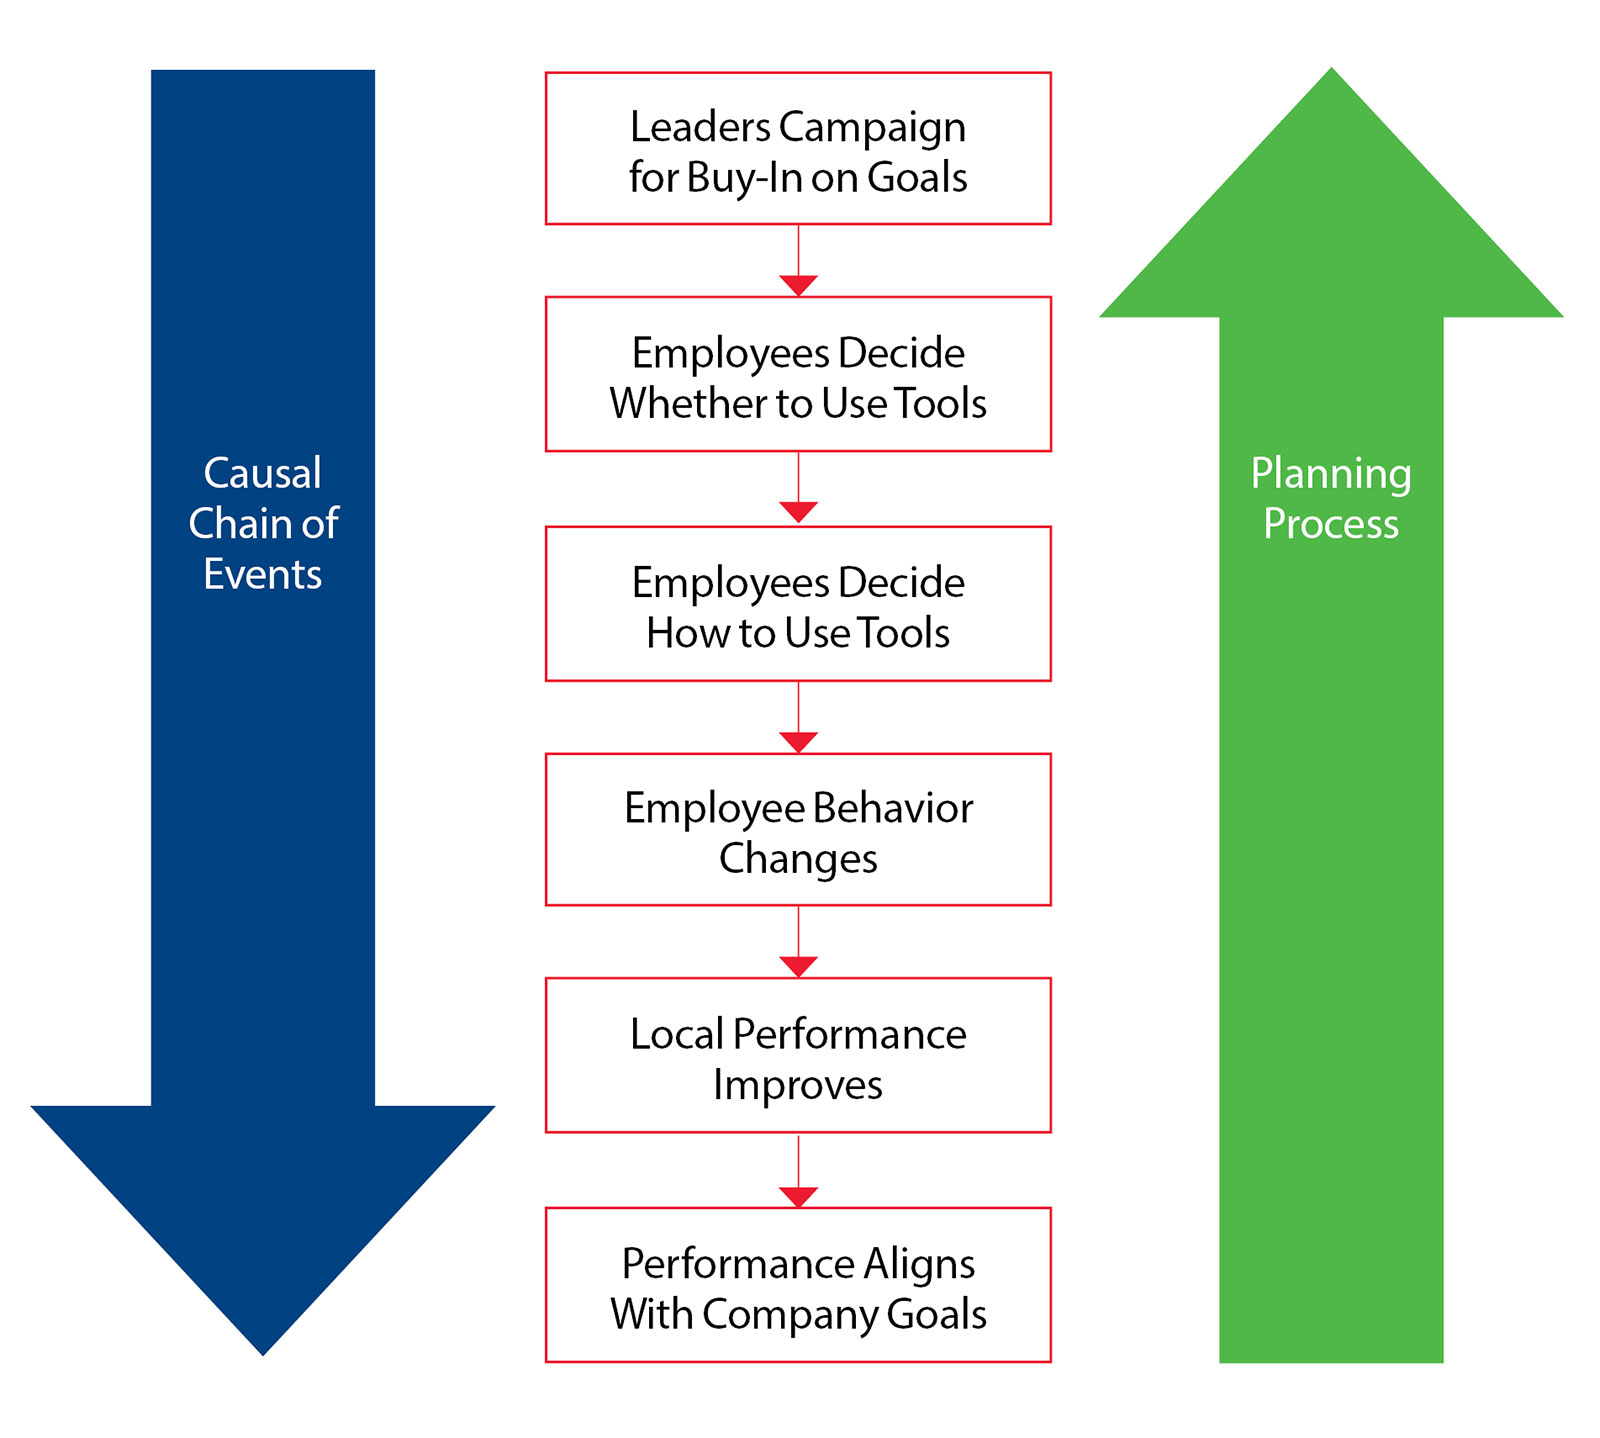 Leaders Campaign
for Buy-In on Goals
Employees Decide
Whether to Use Tools
Causal
Chain of
Events
Planning
Process
Employees Decide
How to Use Tools
Employee Behavior
Changes
Local Performance
Improves
Performance Aligns
With Company Goals